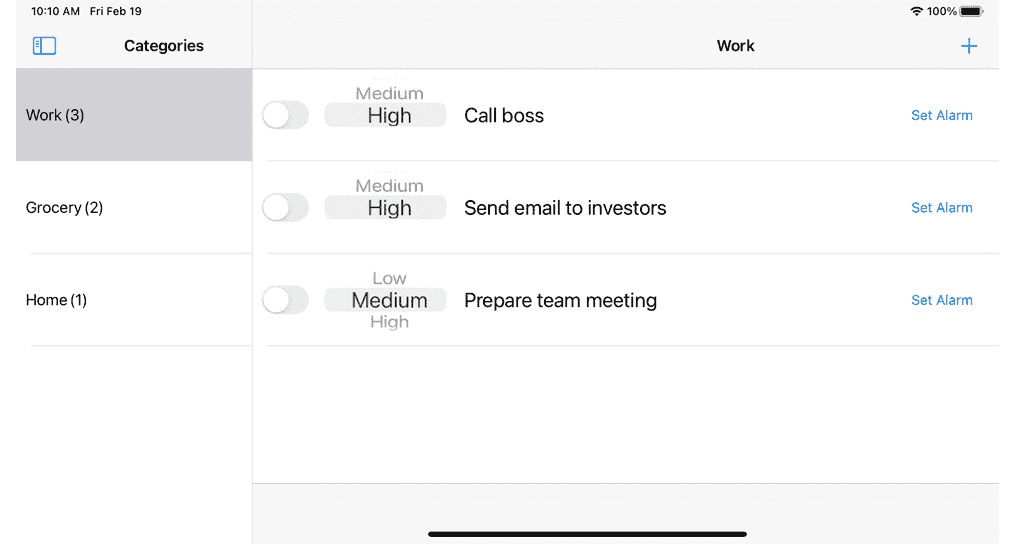 10:10 AM Fri Feb 19
100%
Categories
Work
Work (3)
Grocery (2)
Home (1)
Medium
High
Call boss
Set Alarm
Medium
High
Send email to investors
Set Alarm
Low
Medium
High
Prepare team meeting
Set Alarm